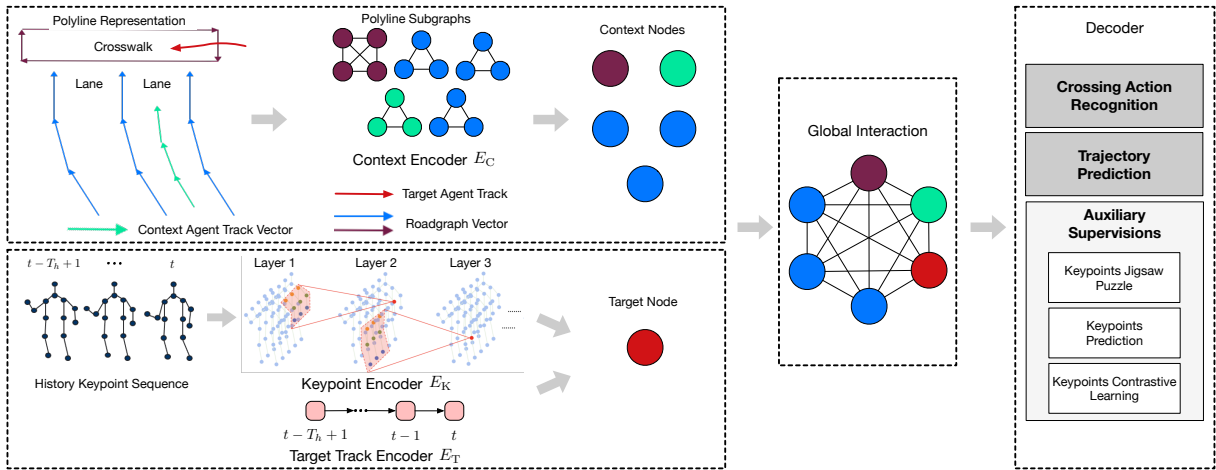 Polyline Representation
Crosswalk
Lane
Lane
Context Agent Track Vector
Polyline Subgraphs
Context Encoder E_C
Target Agent Track
Roadgraph Vector
Context Nodes
t − T_h + 1
•••
t
History Keypoint Sequence
Layer 1
Layer 2
Layer 3
......
......
Keypoint Encoder E_K
•••
t − T_h + 1
t − 1
t
Target Track Encoder E_T
Target Node
Global Interaction
Decoder
Crossing Action
Recognition
Trajectory
Prediction
Auxiliary
Supervisions
Keypoints Jigsaw
Puzzle
Keypoints
Prediction
Keypoints Contrastive
Learning